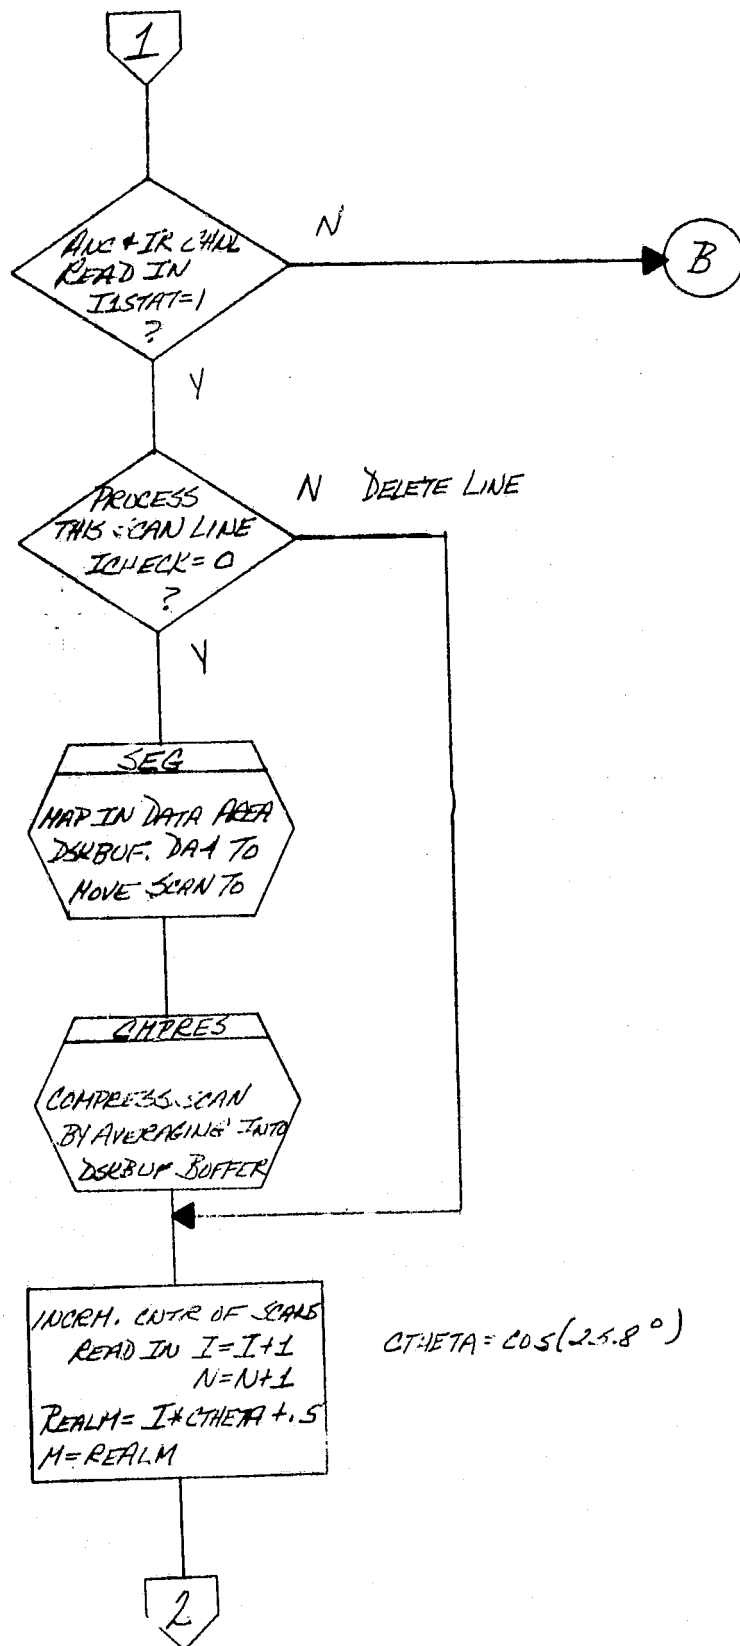 1
ANC + IR CHNL
READ IN
I1STAT=1
?
N
B
Y
PROCESS
THIS SCAN LINE
ICHECK=0
?
N DELETE LINE
Y
SEG
MAP IN DATA AREA
DSKBUF. DA4 TO
MOVE SCAN TO
CMPRES
COMPRESS SCAN
BY AVERAGING INTO
DSKBUF BUFFER
INCRM. CNTR OF SCANS
READ IN I=I+1
N=N+1
REALM= I*CTHETA+.5
M=REALM
CTHETA=COS(25.8°)
2